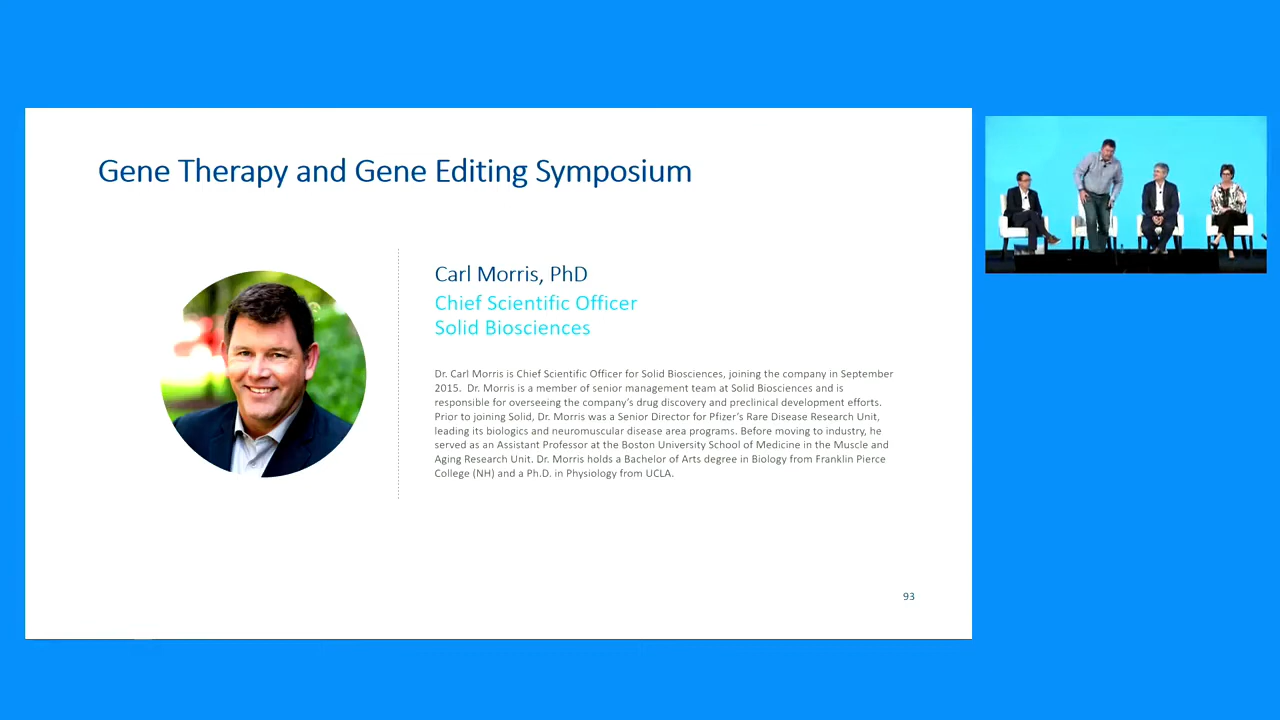 Gene Therapy and Gene Editing Symposium
Carl Morris, PhD
Chief Scientific Officer
Solid Biosciences
Dr. Carl Morris is Chief Scientific Officer for Solid Biosciences, joining the company in September
2015.  Dr. Morris is a member of senior management team at Solid Biosciences and is
responsible for overseeing the company’s drug discovery and preclinical development efforts.
Prior to joining Solid, Dr. Morris was a Senior Director for Pfizer’s Rare Disease Research Unit,
leading its biologics and neuromuscular disease area programs. Before moving to industry, he
served as an Assistant Professor at the Boston University School of Medicine in the Muscle and
Aging Research Unit. Dr. Morris holds a Bachelor of Arts degree in Biology from Franklin Pierce
College (NH) and a Ph.D. in Physiology from UCLA.
93